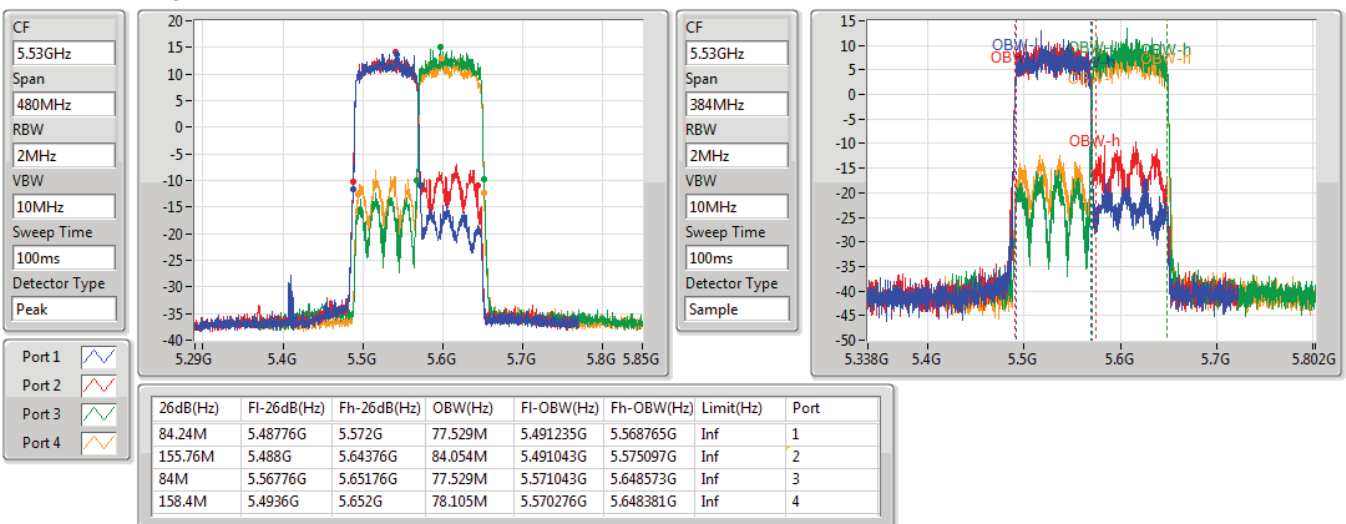 CF
5.53GHz
Span
480MHz
RBW
2MHz
VBW
10MHz
Sweep Time
100ms
Detector Type
Peak
20
15
10
5
0
-5
-10
-15
-20
-25
-30
-35
-40
5.29G 5.4G 5.5G 5.6G 5.7G 5.8G 5.85G
CF
5.53GHz
Span
384MHz
RBW
2MHz
VBW
10MHz
Sweep Time
100ms
Detector Type
Sample
15
10
5
0
-5
-10
-15
-20
-25
-30
-35
-40
-45
-50
5.338G 5.4G 5.5G 5.6G 5.7G 5.802G
OBW-h
OBW-h
OBW-h
Port 1
Port 2
Port 3
Port 4
26dB(Hz) Fl-26dB(Hz) Fh-26dB(Hz) OBW(Hz) Fl-OBW(Hz) Fh-OBW(Hz) Limit(Hz) Port
84.24M 5.48776G 5.572G 77.529M 5.491235G 5.568765G Inf 1
155.76M 5.488G 5.64376G 84.054M 5.491043G 5.575097G Inf 2
84M 5.56776G 5.65176G 77.529M 5.571043G 5.648573G Inf 3
158.4M 5.4936G 5.652G 78.105M 5.570276G 5.648381G Inf 4